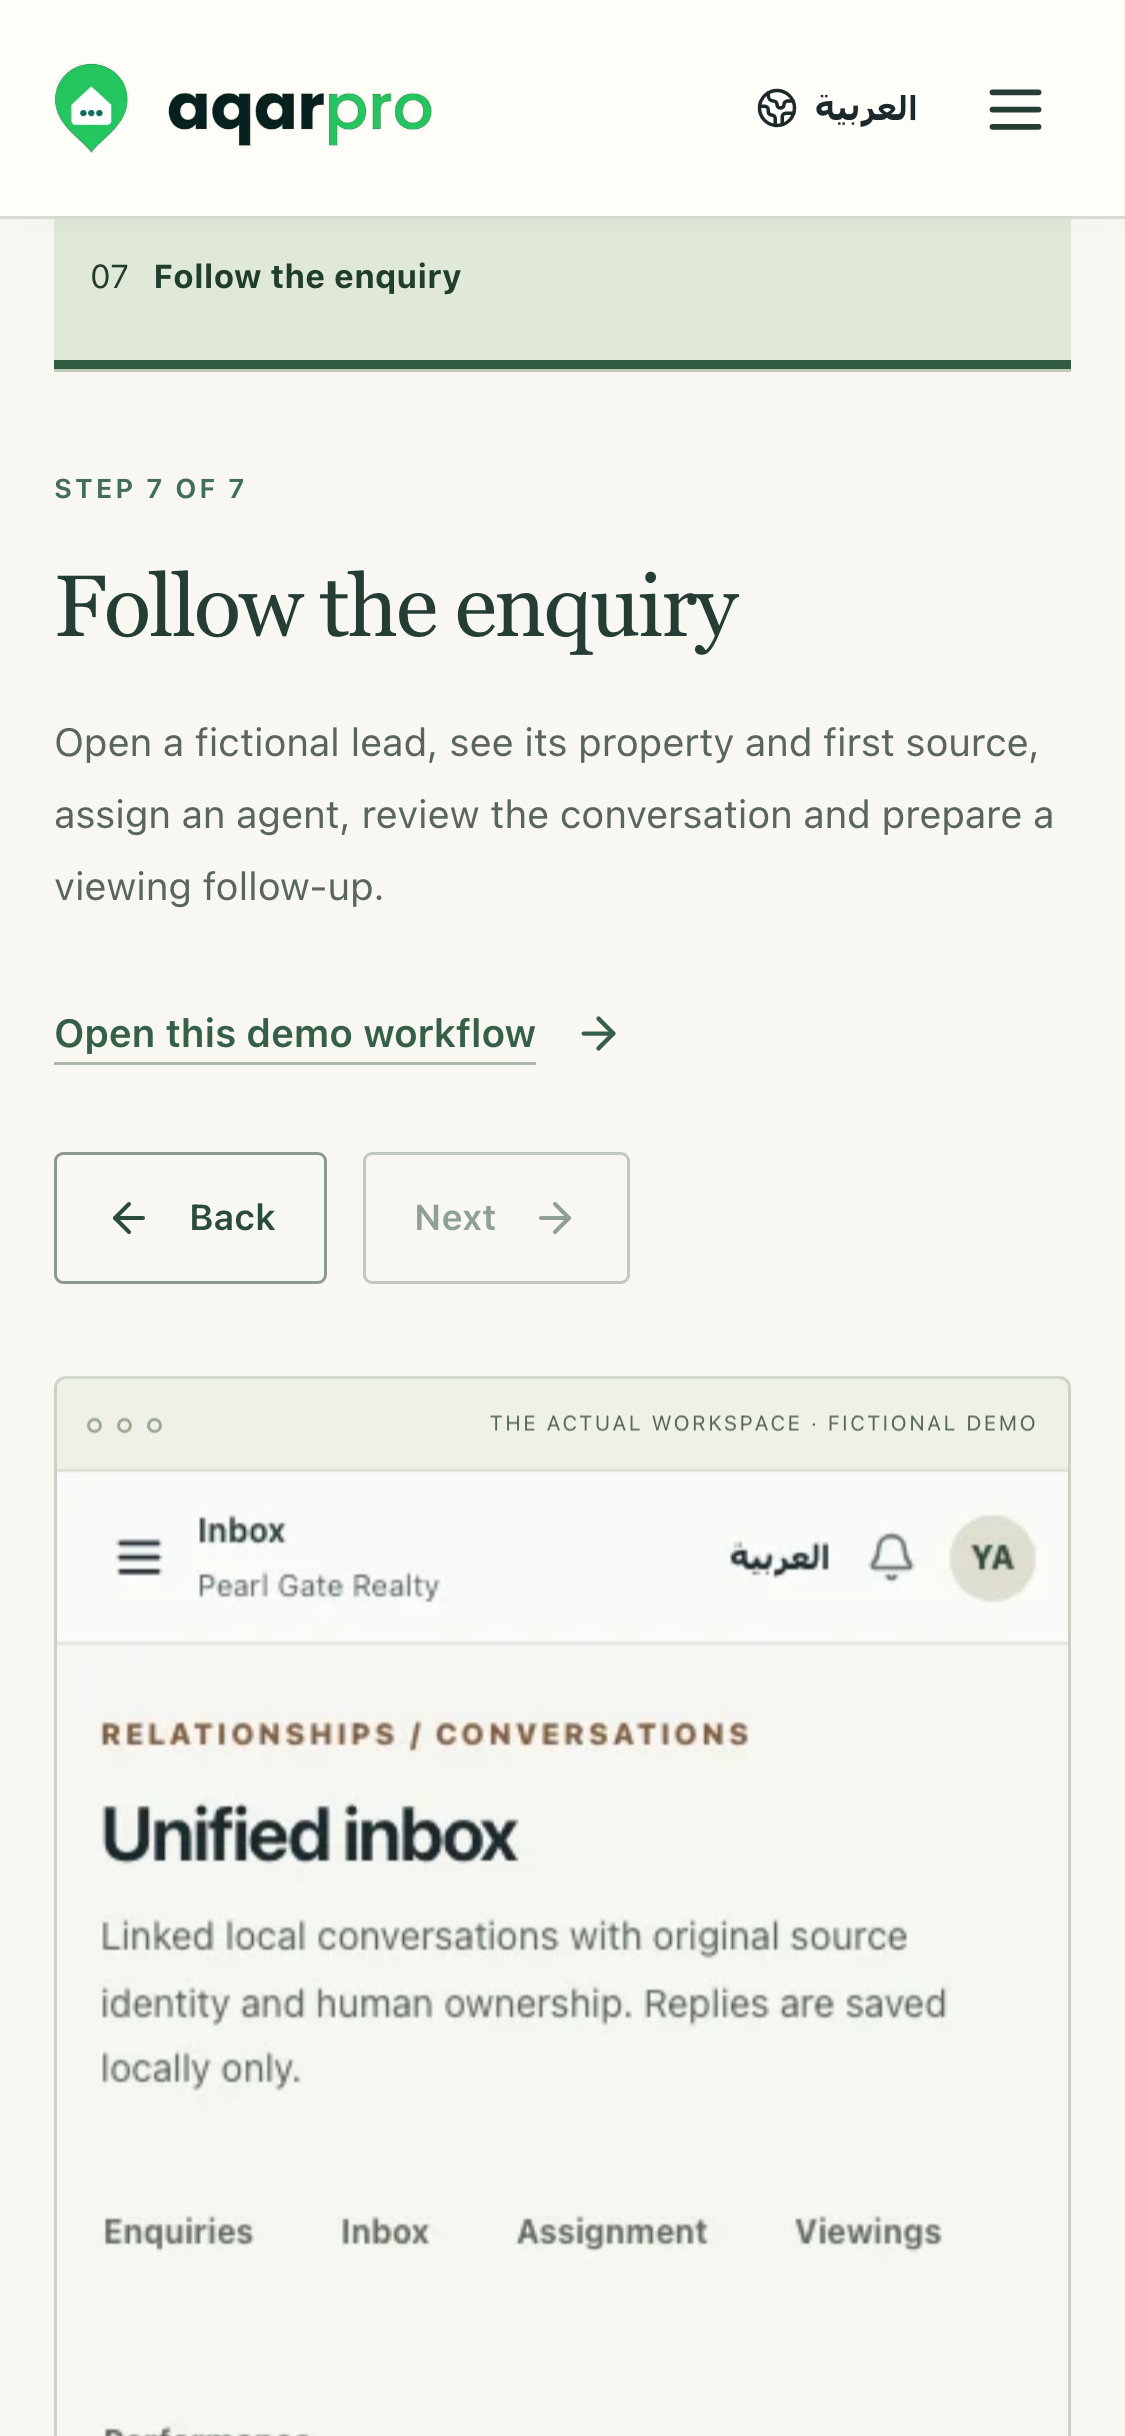 aqarpro
العربية
07 Follow the enquiry
STEP 7 OF 7
Follow the enquiry
Open a fictional lead, see its property and first source,
assign an agent, review the conversation and prepare a
viewing follow-up.
Open this demo workflow
Back
Next
THE ACTUAL WORKSPACE · FICTIONAL DEMO
Inbox
Pearl Gate Realty
العربية
YA
RELATIONSHIPS / CONVERSATIONS
Unified inbox
Linked local conversations with original source
identity and human ownership. Replies are saved
locally only.
Enquiries Inbox Assignment Viewings